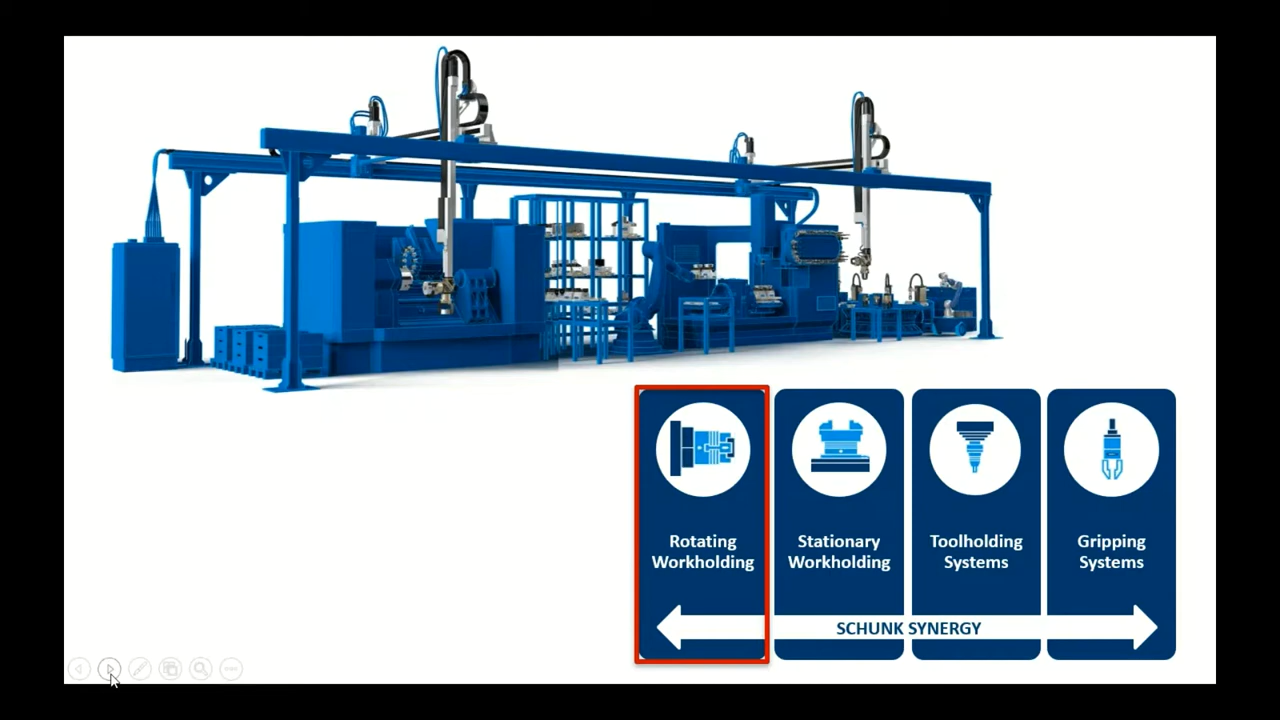 Rotating
Workholding
Stationary
Workholding
Toolholding
Systems
Gripping
Systems
SCHUNK SYNERGY